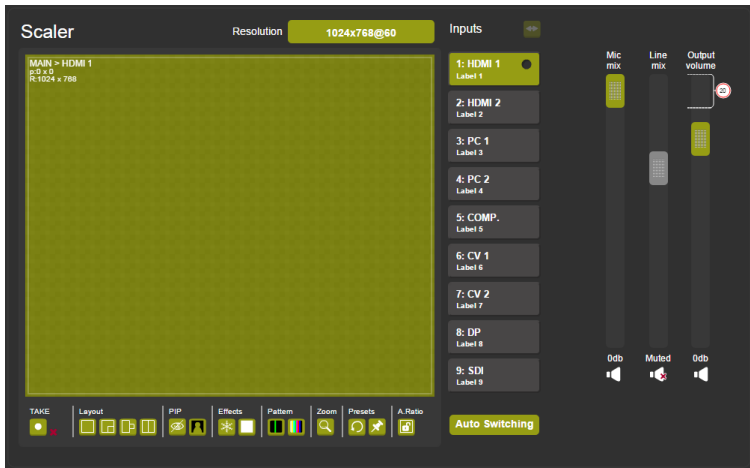 Scaler
Resolution
1024x768@60
Inputs
MAN > HDMI 1
p:0 x 0
R:1024 x 768
1: HDMI 1
Label 1
2: HDMI 2
Label 2
3: PC 1
Label 3
4: PC 2
Label 4
5: COMP.
Label 5
6: CV 1
Label 6
7: CV 2
Label 7
8: DP
Label 8
9: SDI
Label 9
Auto Switching
Mic mix
Line mix
Output volume
20
0db
Muted
0db
TAKE
Layout
PIP
Effects
Pattern
Zoom
Presets
A.Ratio